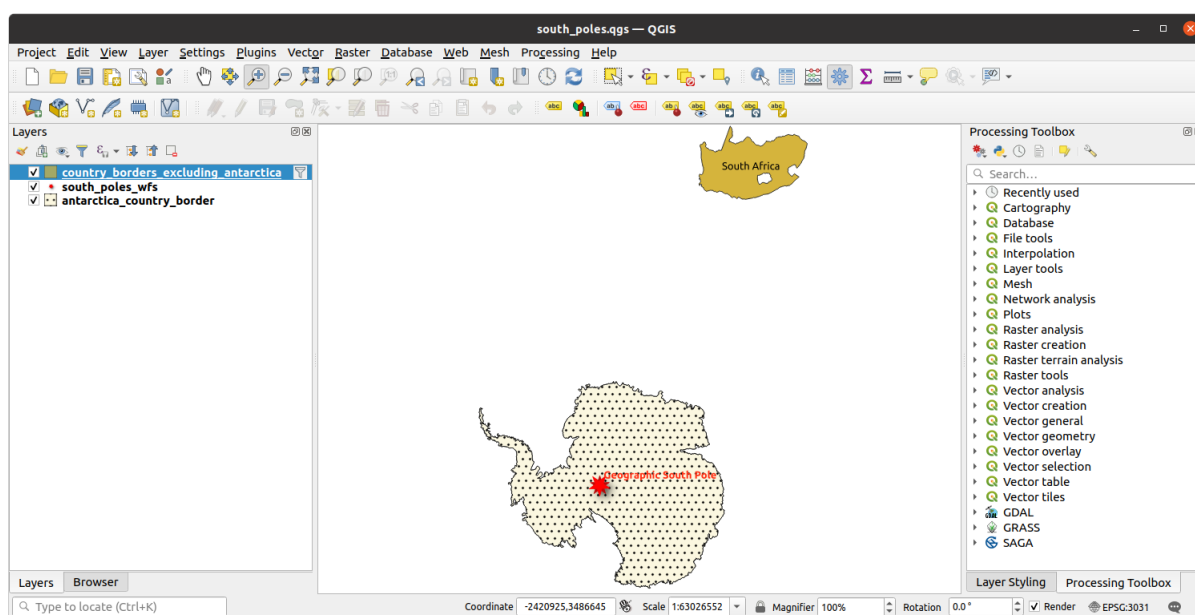 south_poles.qgs — QGIS
Project Edit View Layer Settings Plugins Vector Raster Database Web Mesh Processing Help
abc
Layers
country_borders_excluding_antarctica
south_poles_wfs
antarctica_country_border
South Africa
Geographic South Pole
Processing Toolbox
Search...
Recently used
Cartography
Database
File tools
Interpolation
Layer tools
Mesh
Network analysis
Plots
Raster analysis
Raster creation
Raster terrain analysis
Raster tools
Vector analysis
Vector creation
Vector general
Vector geometry
Vector overlay
Vector selection
Vector table
Vector tiles
GDAL
GRASS
SAGA
Layers Browser
Layer Styling Processing Toolbox
Type to locate (Ctrl+K)
Coordinate -2420925,3486645 Scale 1:63026552 Magnifier 100% Rotation 0.0° Render EPSG:3031